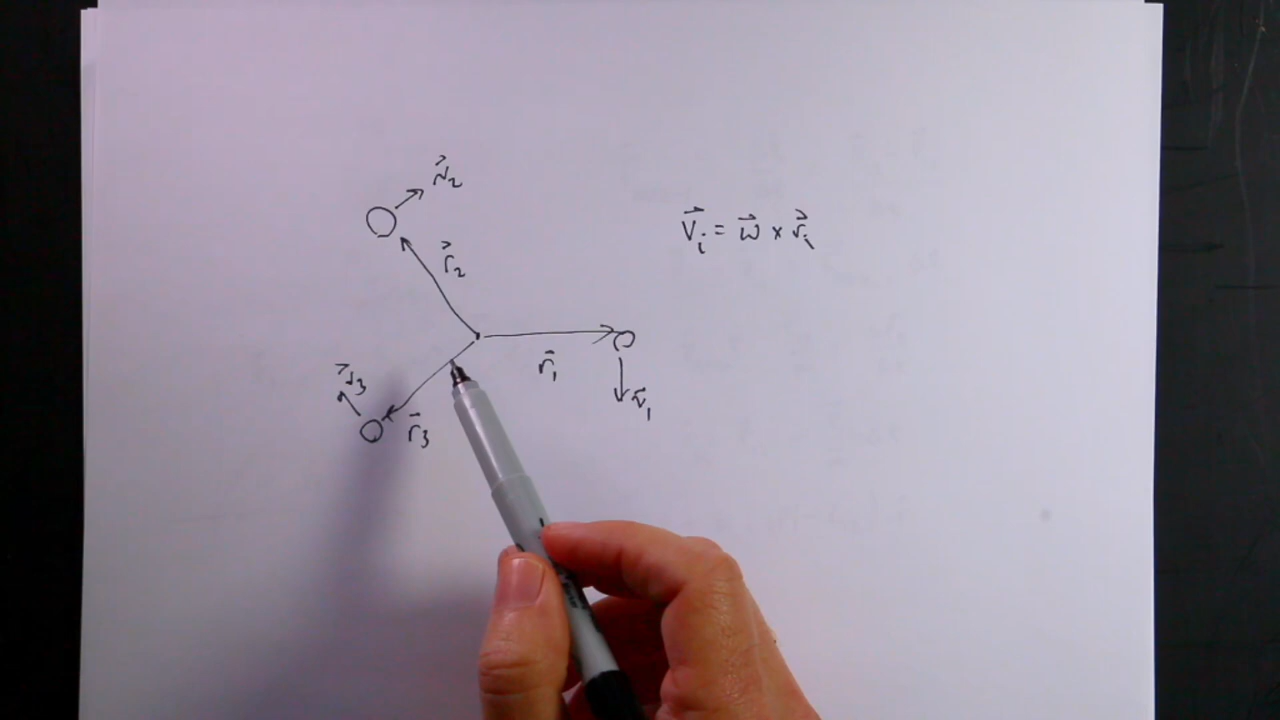 v⃗₂
r⃗₂
v⃗ᵢ = w⃗ × r⃗ᵢ
r⃗₁
v⃗₁
v⃗₃
r⃗₃